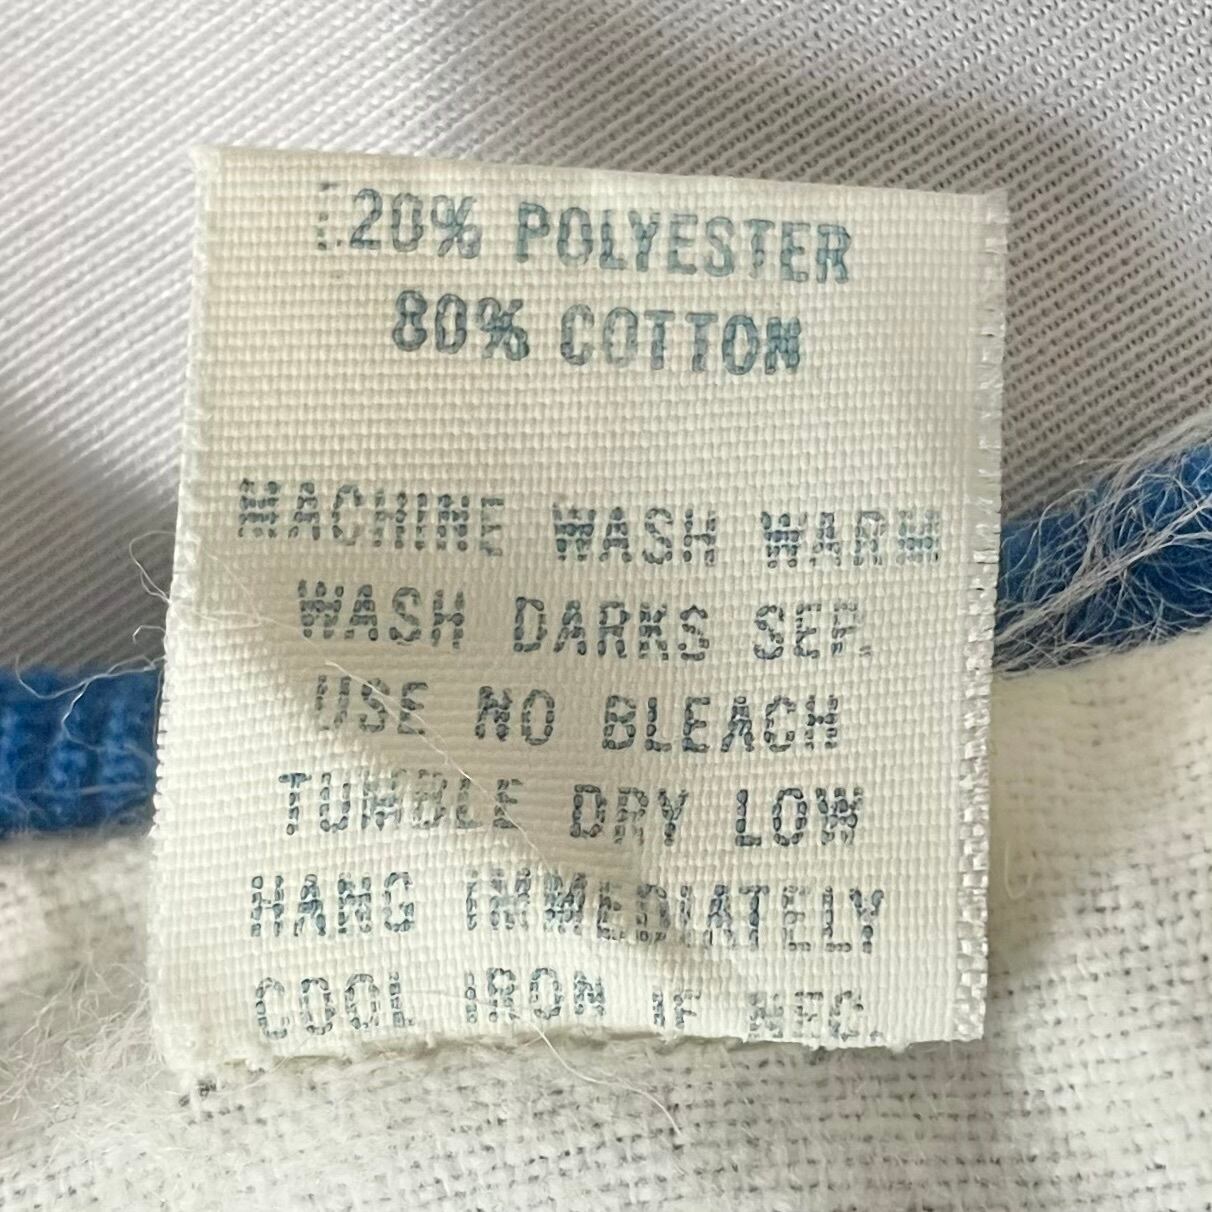 20% POLYESTER
80% COTTON
MACHINE WASH WARM
WASH DARKS SEP.
USE NO BLEACH
TUMBLE DRY LOW
HANG IMMEDIATELY
COOL IRON IF NEC.